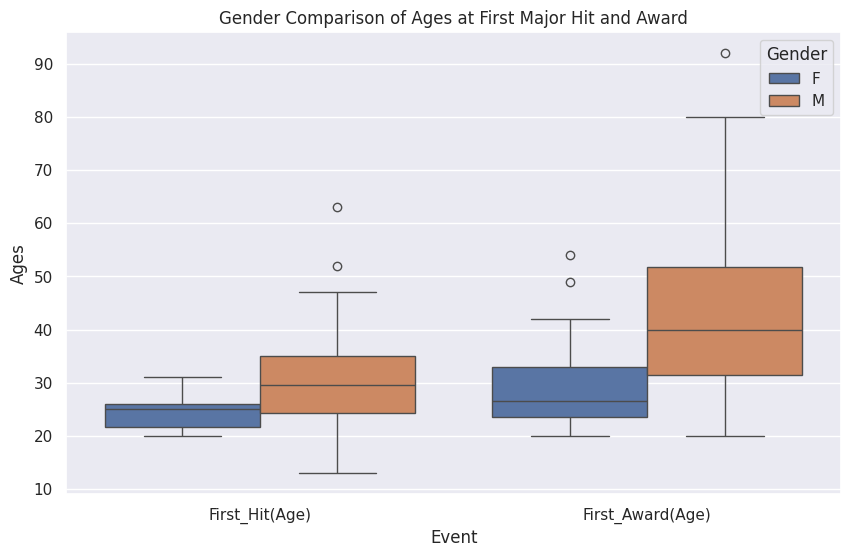 Gender Comparison of Ages at First Major Hit and Award
Gender
F
M
Ages
90
80
70
60
50
40
30
20
10
First_Hit(Age)
First_Award(Age)
Event